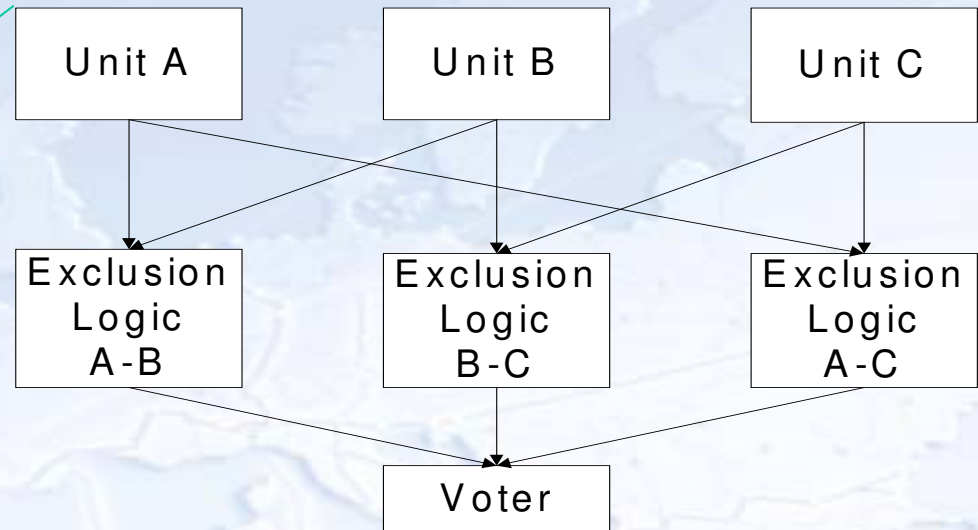 Unit A
Unit B
Unit C
Exclusion
Logic
A-B
Exclusion
Logic
B-C
Exclusion
Logic
A-C
Voter